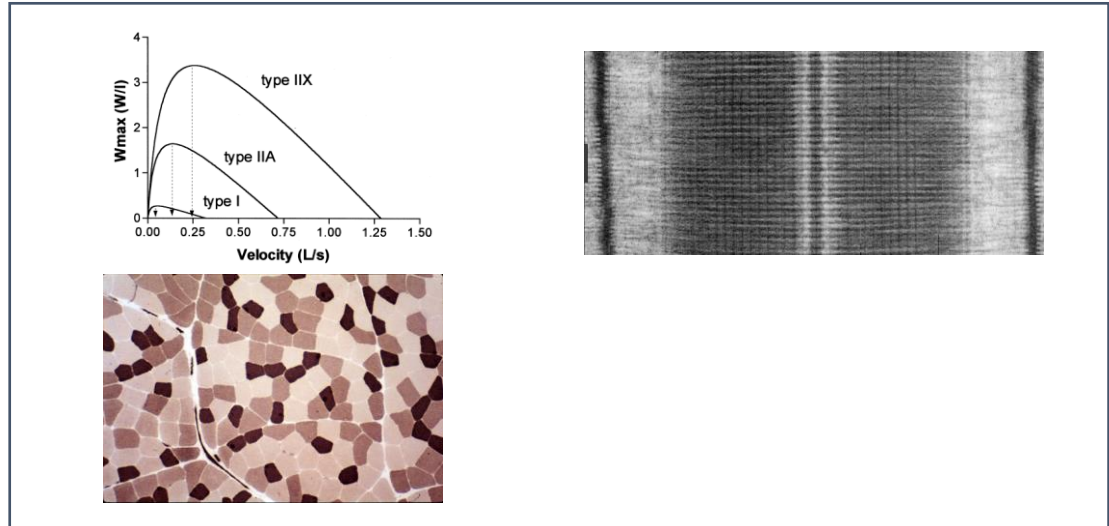 4
3
2
1
0
Wmax (W/l)
type IIX
type IIA
type I
0.00 0.25 0.50 0.75 1.00 1.25 1.50
Velocity (L/s)